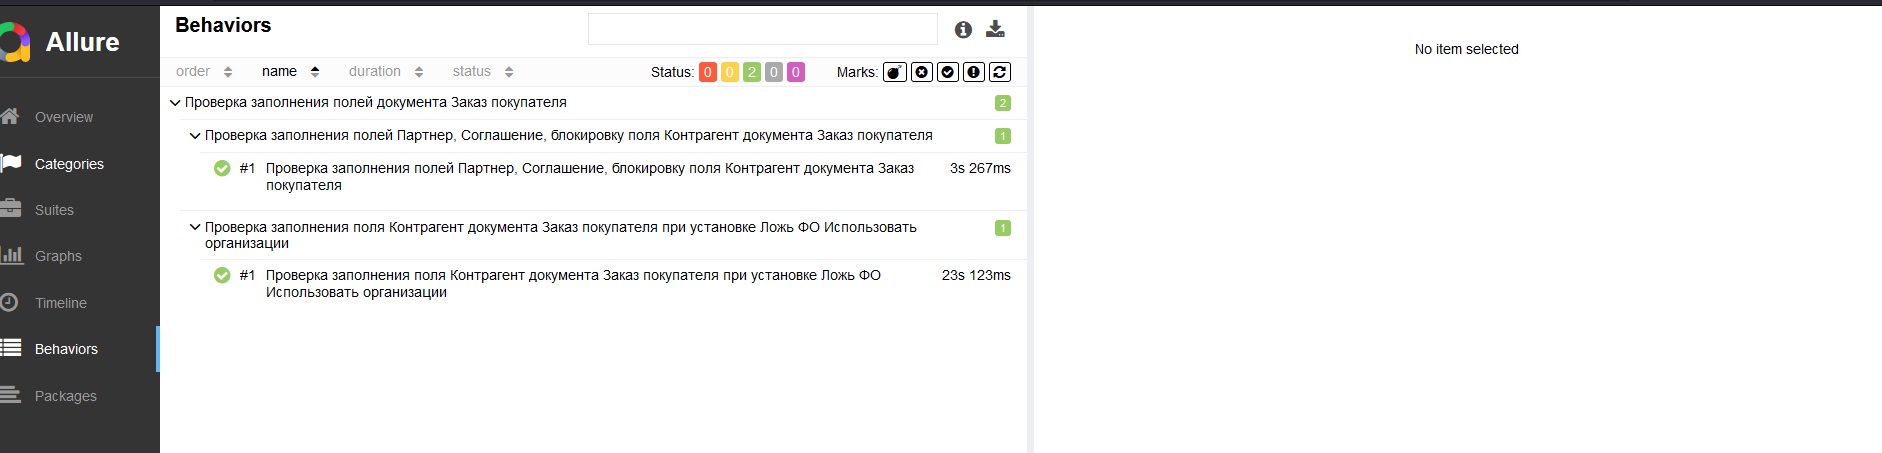 Allure
Overview
Categories
Suites
Graphs
Timeline
Behaviors
Packages
Behaviors
order name duration status Status: 0 0 2 0 0 Marks:
Проверка заполнения полей документа Заказ покупателя 2
Проверка заполнения полей Партнер, Соглашение, блокировку поля Контрагент документа Заказ покупателя 1
#1 Проверка заполнения полей Партнер, Соглашение, блокировку поля Контрагент документа Заказ 3s 267ms
покупателя
Проверка заполнения поля Контрагент документа Заказ покупателя при установке Ложь ФО Использовать 1
организации
#1 Проверка заполнения поля Контрагент документа Заказ покупателя при установке Ложь ФО 23s 123ms
Использовать организации
No item selected